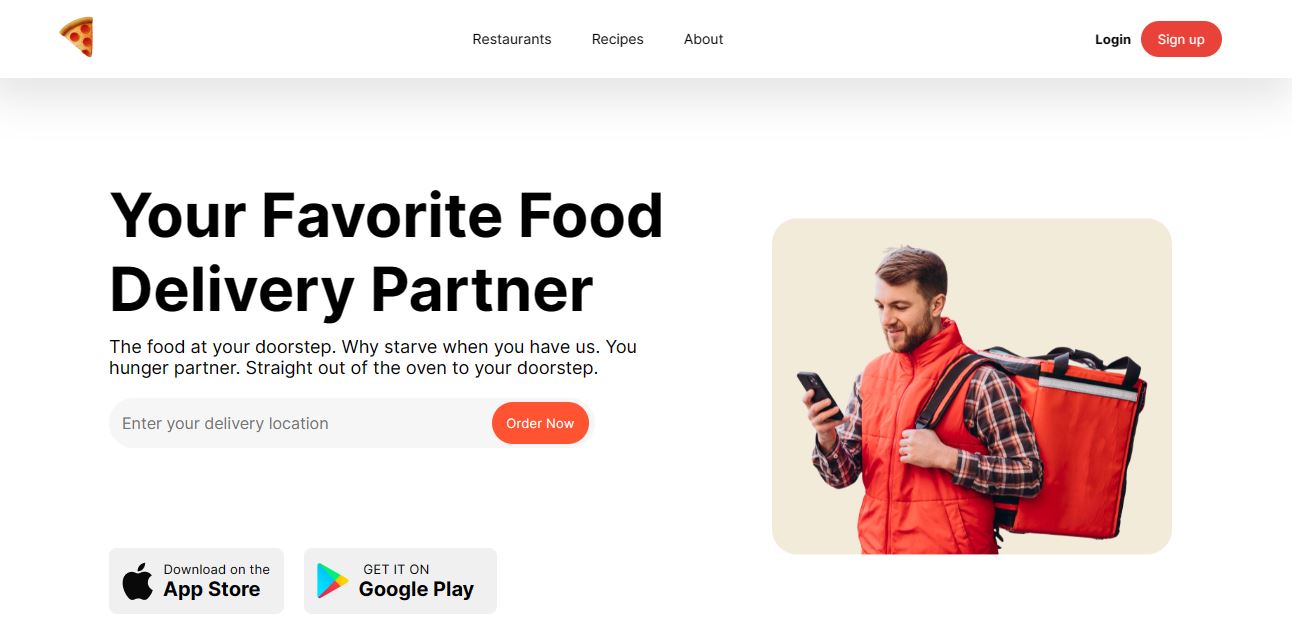 Restaurants Recipes About Login Sign up
Your Favorite Food
Delivery Partner
The food at your doorstep. Why starve when you have us. You
hunger partner. Straight out of the oven to your doorstep.
Enter your delivery location Order Now
Download on the
App Store
GET IT ON
Google Play